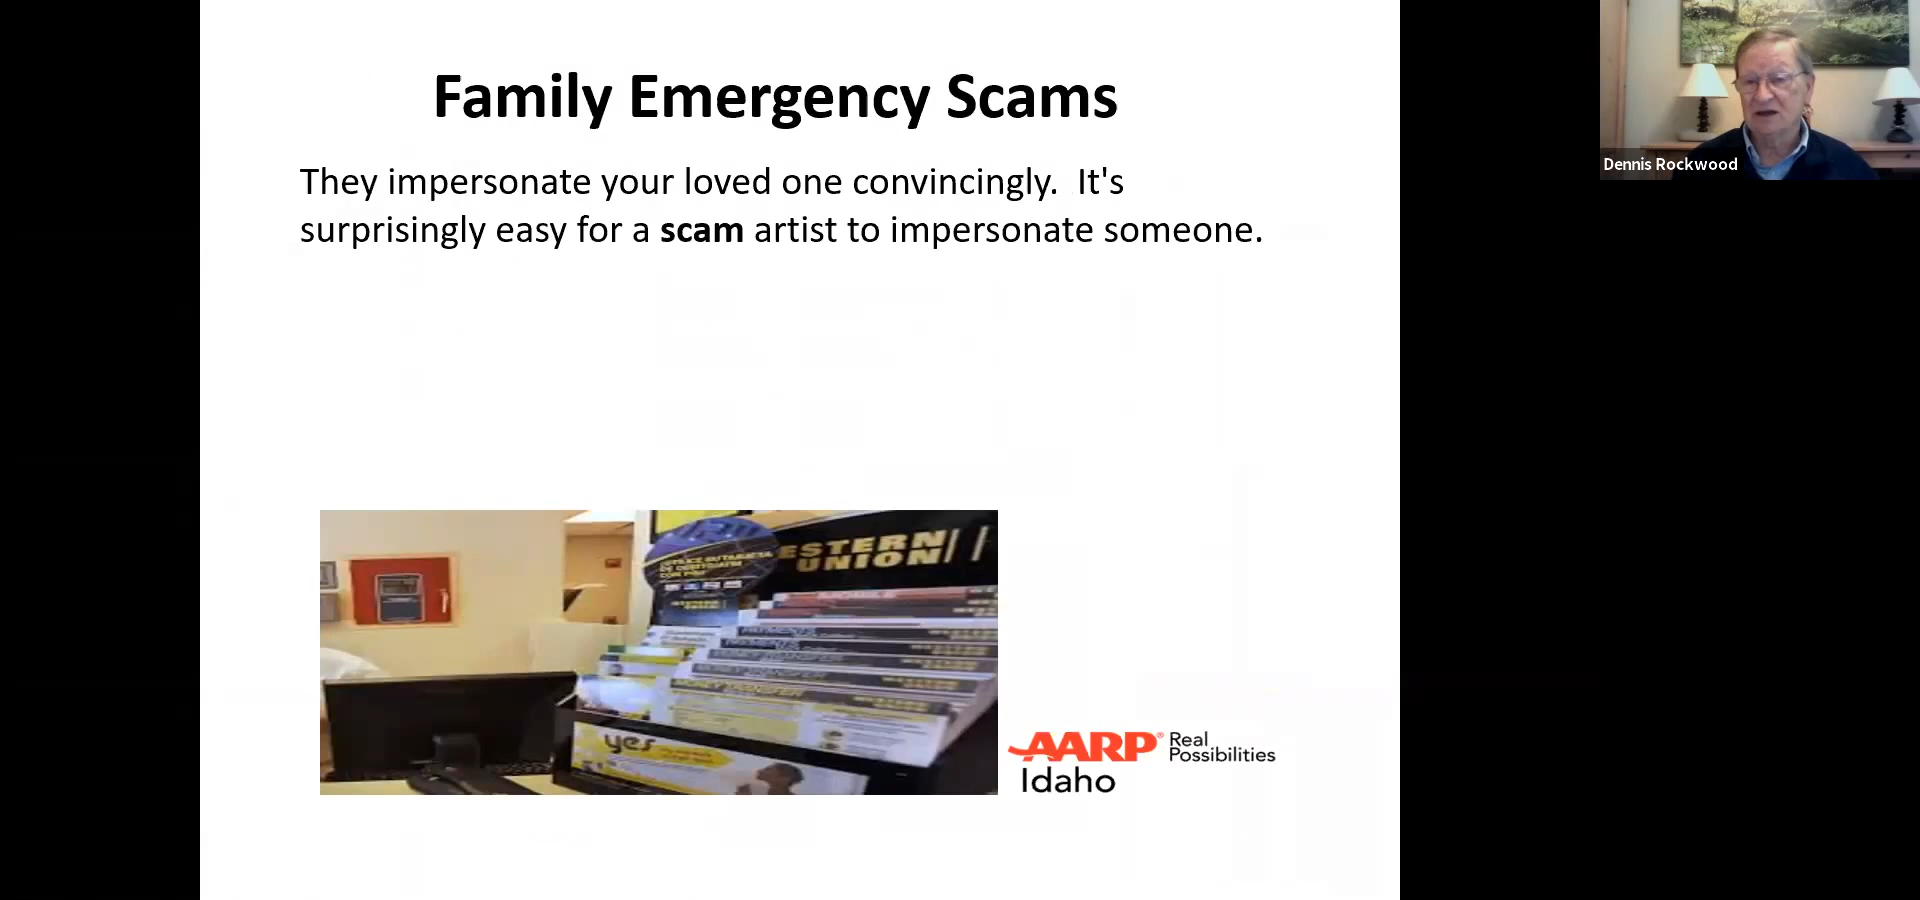 Family Emergency Scams
They impersonate your loved one convincingly.  It's
surprisingly easy for a scam artist to impersonate someone.
Dennis Rockwood
ESTERN
UNION
yes
AARP® Real
Possibilities
Idaho